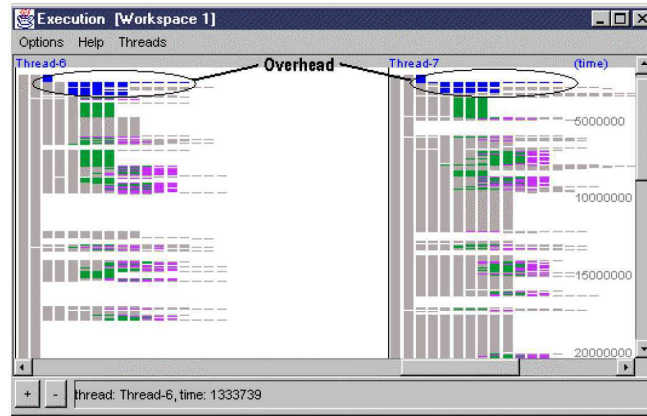 Execution [Workspace 1]
Options Help Threads
Thread-6 Overhead Thread-7 (time)
5000000
10000000
15000000
20000000
+ - thread: Thread-6, time: 1333739